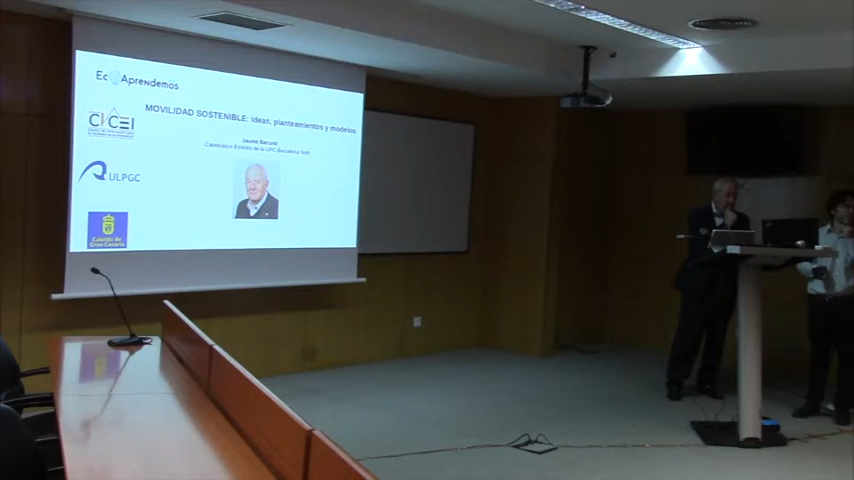 EcoAprendemos
MOVILIDAD SOSTENIBLE: Ideas, planteamientos y modelos
Jaume Barceló
Catedrático Emérito de la UPC-Barcelona Tech
CICEI
ULPGC
Cabildo de
Gran Canaria